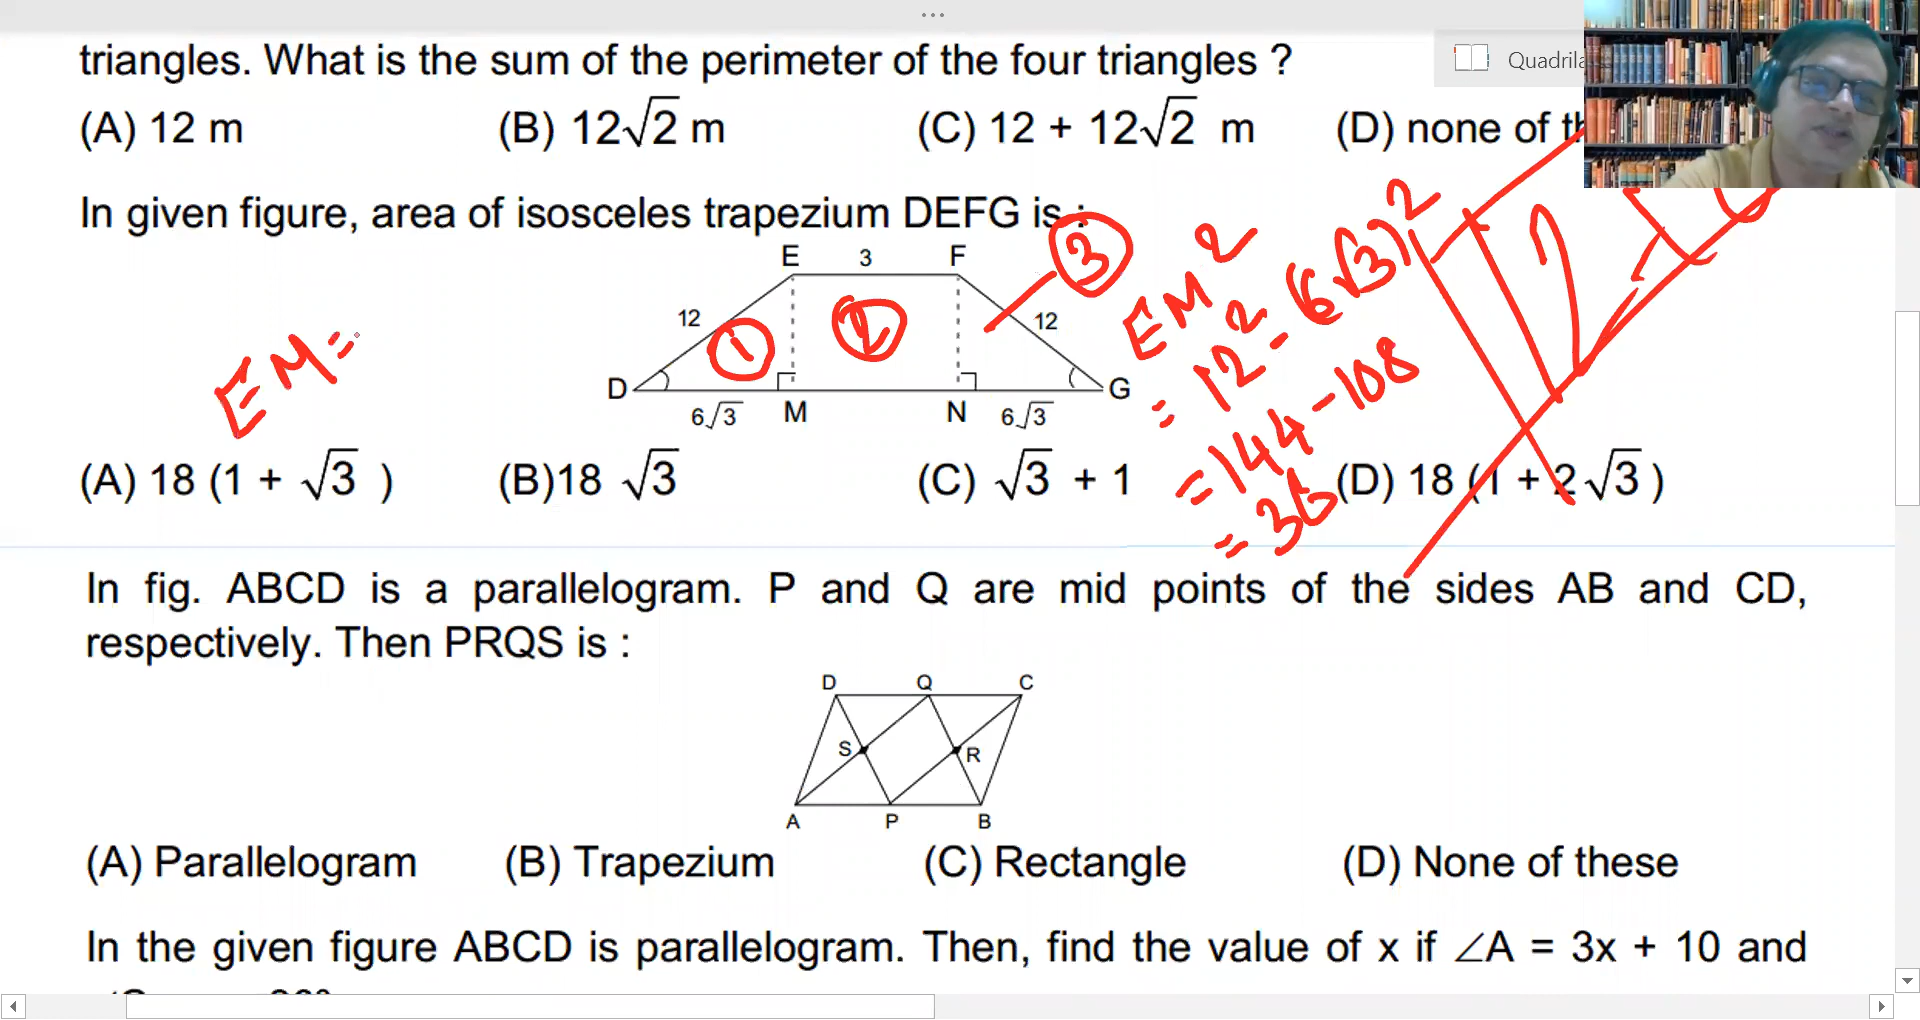 triangles. What is the sum of the perimeter of the four triangles ?
Quadril
(A) 12 m (B) 12√2 m (C) 12 + 12√2 m (D) none of
In given figure, area of isosceles trapezium DEFG is :
E 3 F
12 12
D G
6√3 M N 6√3
1 2 3
EM=
EM²
= 12² - (6√3)²
= 144 - 108
= 36
(A) 18 (1 + √3 ) (B)18 √3 (C) √3 + 1 (D) 18 (1 + 2√3 )
In fig. ABCD is a parallelogram. P and Q are mid points of the sides AB and CD,
respectively. Then PRQS is :
D Q C
S R
A P B
(A) Parallelogram (B) Trapezium (C) Rectangle (D) None of these
In the given figure ABCD is parallelogram. Then, find the value of x if ∠A = 3x + 10 and